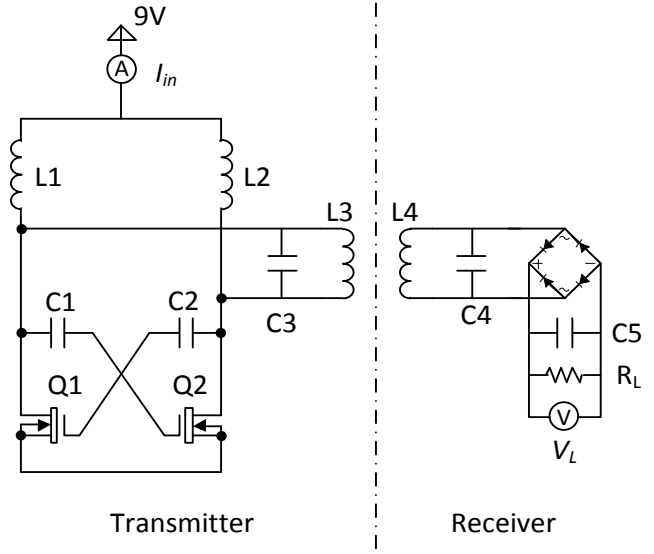 9V
A
I_in
L1
L2
L3
L4
C1
C2
C3
C4
~
+
−
~
C5
R_L
V
V_L
Q1
Q2
Transmitter
Receiver